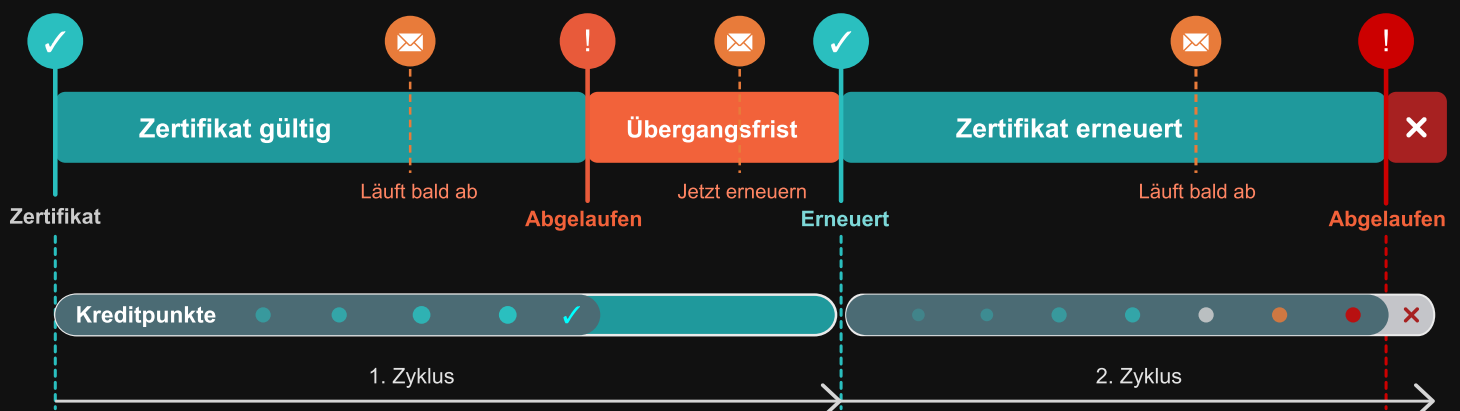 Zertifikat gültig
Übergangsfrist
Zertifikat erneuert
Läuft bald ab
Jetzt erneuern
Läuft bald ab
Zertifikat
Abgelaufen
Erneuert
Abgelaufen
Kreditpunkte
1. Zyklus
2. Zyklus